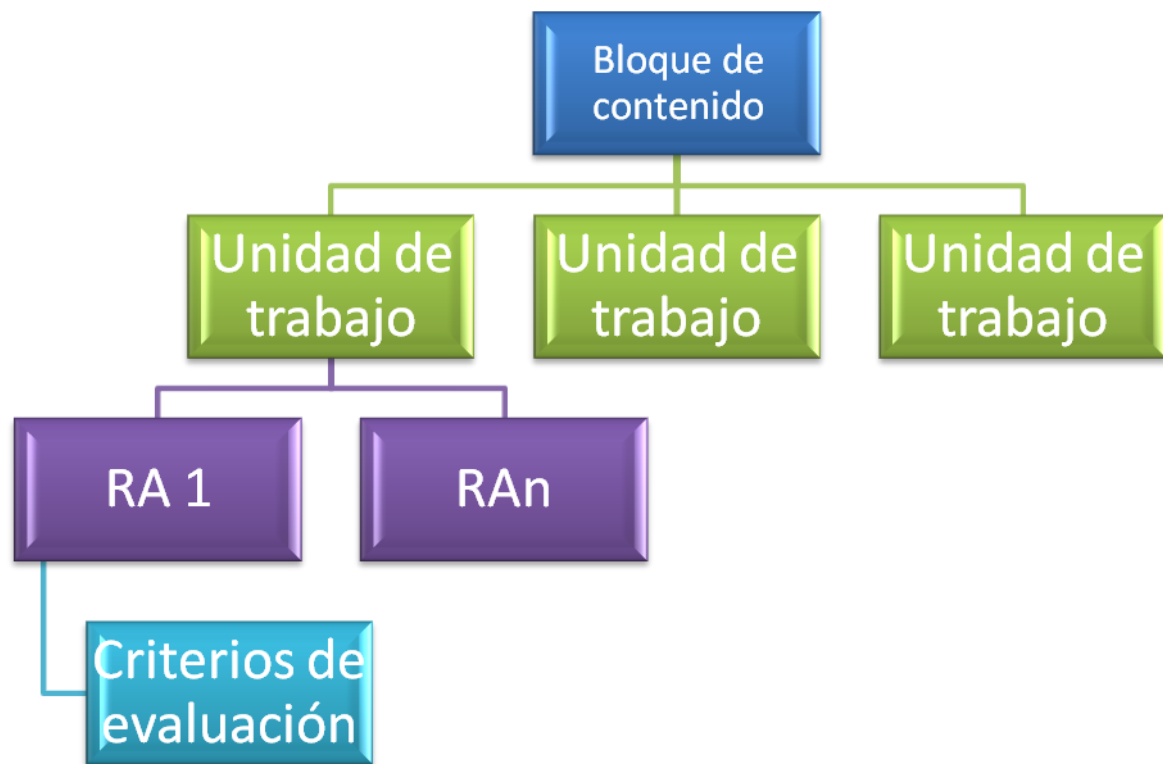 Bloque de
contenido
Unidad de
trabajo
Unidad de
trabajo
Unidad de
trabajo
RA 1
RAn
Criterios de
evaluación